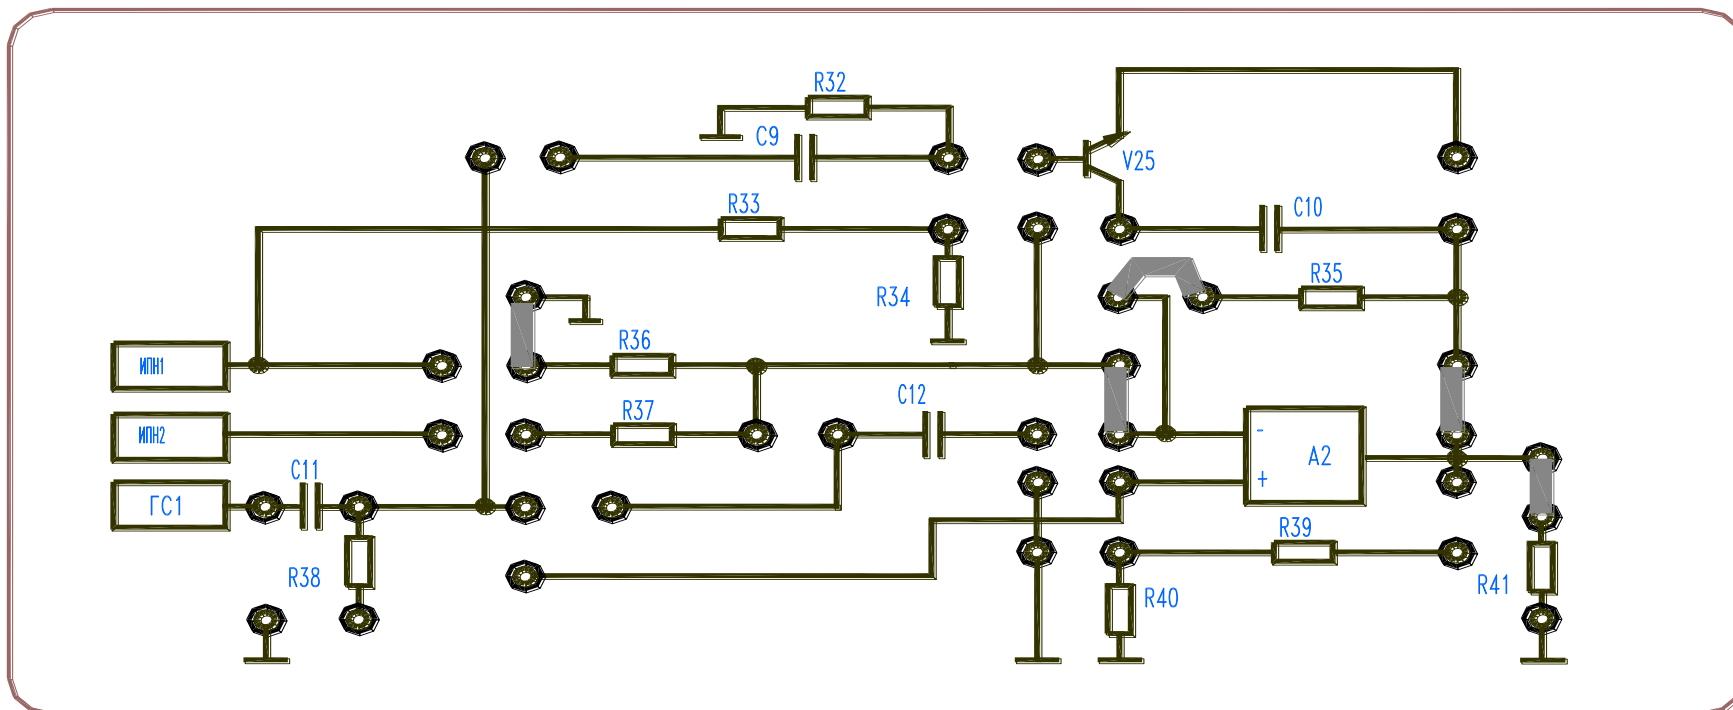 R32
C9
V25
R33
C10
R34
R35
R36
ИПН1
C12
R37
ИПН2
-
A2
C11
+
ГС1
R39
R38
R40
R41